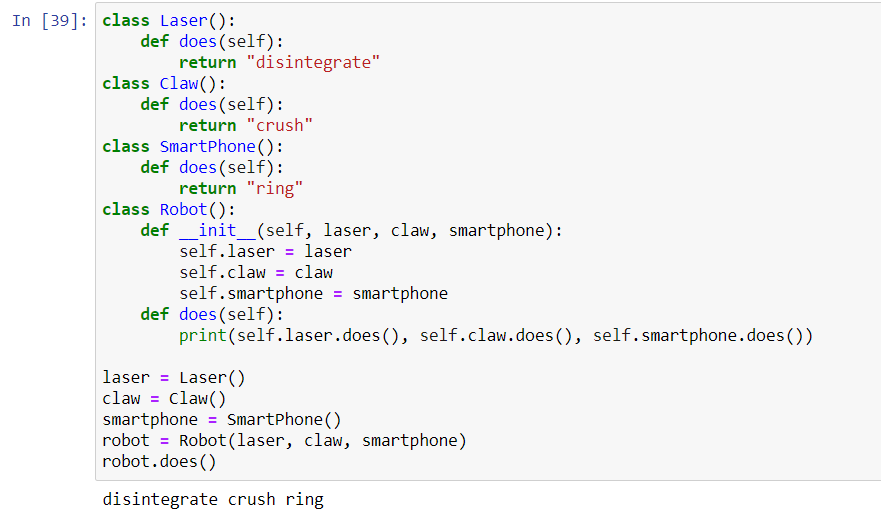 In [39]: class Laser():
    def does(self):
        return "disintegrate"
class Claw():
    def does(self):
        return "crush"
class SmartPhone():
    def does(self):
        return "ring"
class Robot():
    def __init__(self, laser, claw, smartphone):
        self.laser = laser
        self.claw = claw
        self.smartphone = smartphone
    def does(self):
        print(self.laser.does(), self.claw.does(), self.smartphone.does())

laser = Laser()
claw = Claw()
smartphone = SmartPhone()
robot = Robot(laser, claw, smartphone)
robot.does()
disintegrate crush ring